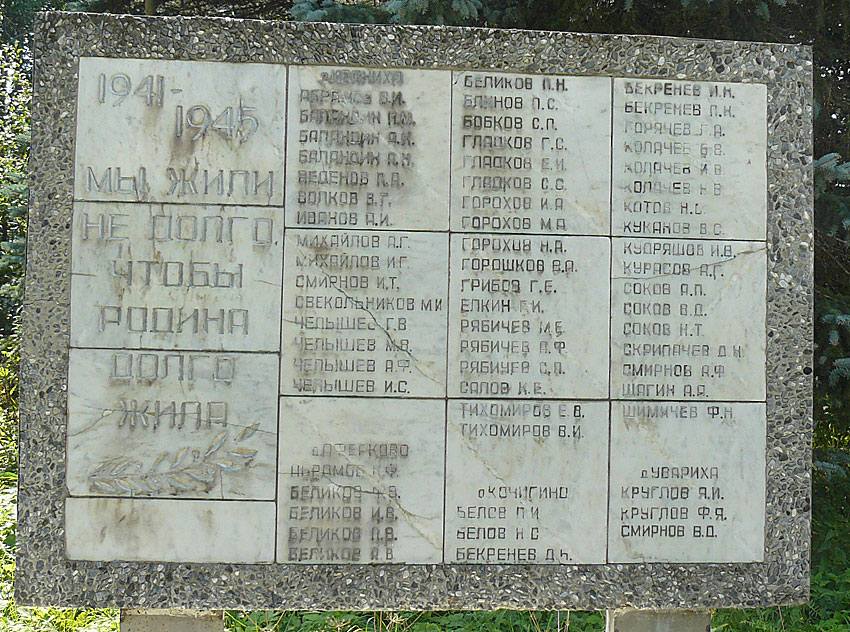 1941-
1945
МЫ ЖИЛИ
НЕ ДОЛГО,
ЧТОБЫ
РОДИНА
ДОЛГО
ЖИЛА
АБРАМОВ В.И.
БАЛАНДИН П.М.
БАЛАНДИН А.И.
БАЛАНДИН А.Н.
ВЕДЕНОВ П.А.
ВОЛКОВ В.Г.
ИВАНОВ А.И.
МИХАЙЛОВ А.Г.
МИХАЙЛОВ И.Г.
СМИРНОВ И.Т.
СВЕКОЛЬНИКОВ М И
ЧЕЛЫШЕВ Г.В
ЧЕЛЫШЕВ М.В.
ЧЕЛЫШЕВ А.Ф
ЧЕЛЫШЕВ И.С.
АБРАМОВ К.Ф.
БЕЛИКОВ
БЕЛИКОВ И.В.
БЕЛИКОВ П.В.
БЕЛИКОВ А.В
БЕЛИКОВ П.Н.
БЛИНОВ П.С.
БОБКОВ С.П.
ГЛАДКОВ Г.С.
ГЛАДКОВ Е.И
ГЛАДКОВ С.С.
ГОРОХОВ И.А
ГОРОХОВ М.А
ГОРОХОВ Н.А.
ГОРОШКОВ В.А.
ГРИБОВ Г.Е.
ЕЛКИН Г.И.
РЯБИЧЕВ М.Е.
РЯБИЧЕВ А.Ф
РЯБИЧЕВ С.А.
САЛОВ К.Е.
ТИХОМИРОВ Е.В.
ТИХОМИРОВ В.И.
д КОЧИГИНО
БЕЛОВ П И
БЕЛОВ Н С
БЕКРЕНЕВ Д.Н.
БЕКРЕНЕВ И.Н.
БЕКРЕНЕВ П.К.
ГОРЯЧЕВ Г.А.
КОЛАЧЕВ Б.В.
КОЛАЧЕВ И.В
КОЛАЧЕВ Н В
КОТОВ Н.С.
КУКАНОВ В.С.
КУДРЯШОВ И.В.
КУРАСОВ А.Г.
СОКОВ А.П.
СОКОВ В.Д.
СОКОВ Н.Т.
СКРИПАЧЕВ Д.Н.
СМИРНОВ А.Ф
ШАГИН А.Я.
ШИМИЧЕВ Ф.Н
д УВАРИХА
КРУГЛОВ А.И.
КРУГЛОВ Ф.Я.
СМИРНОВ В.Д.